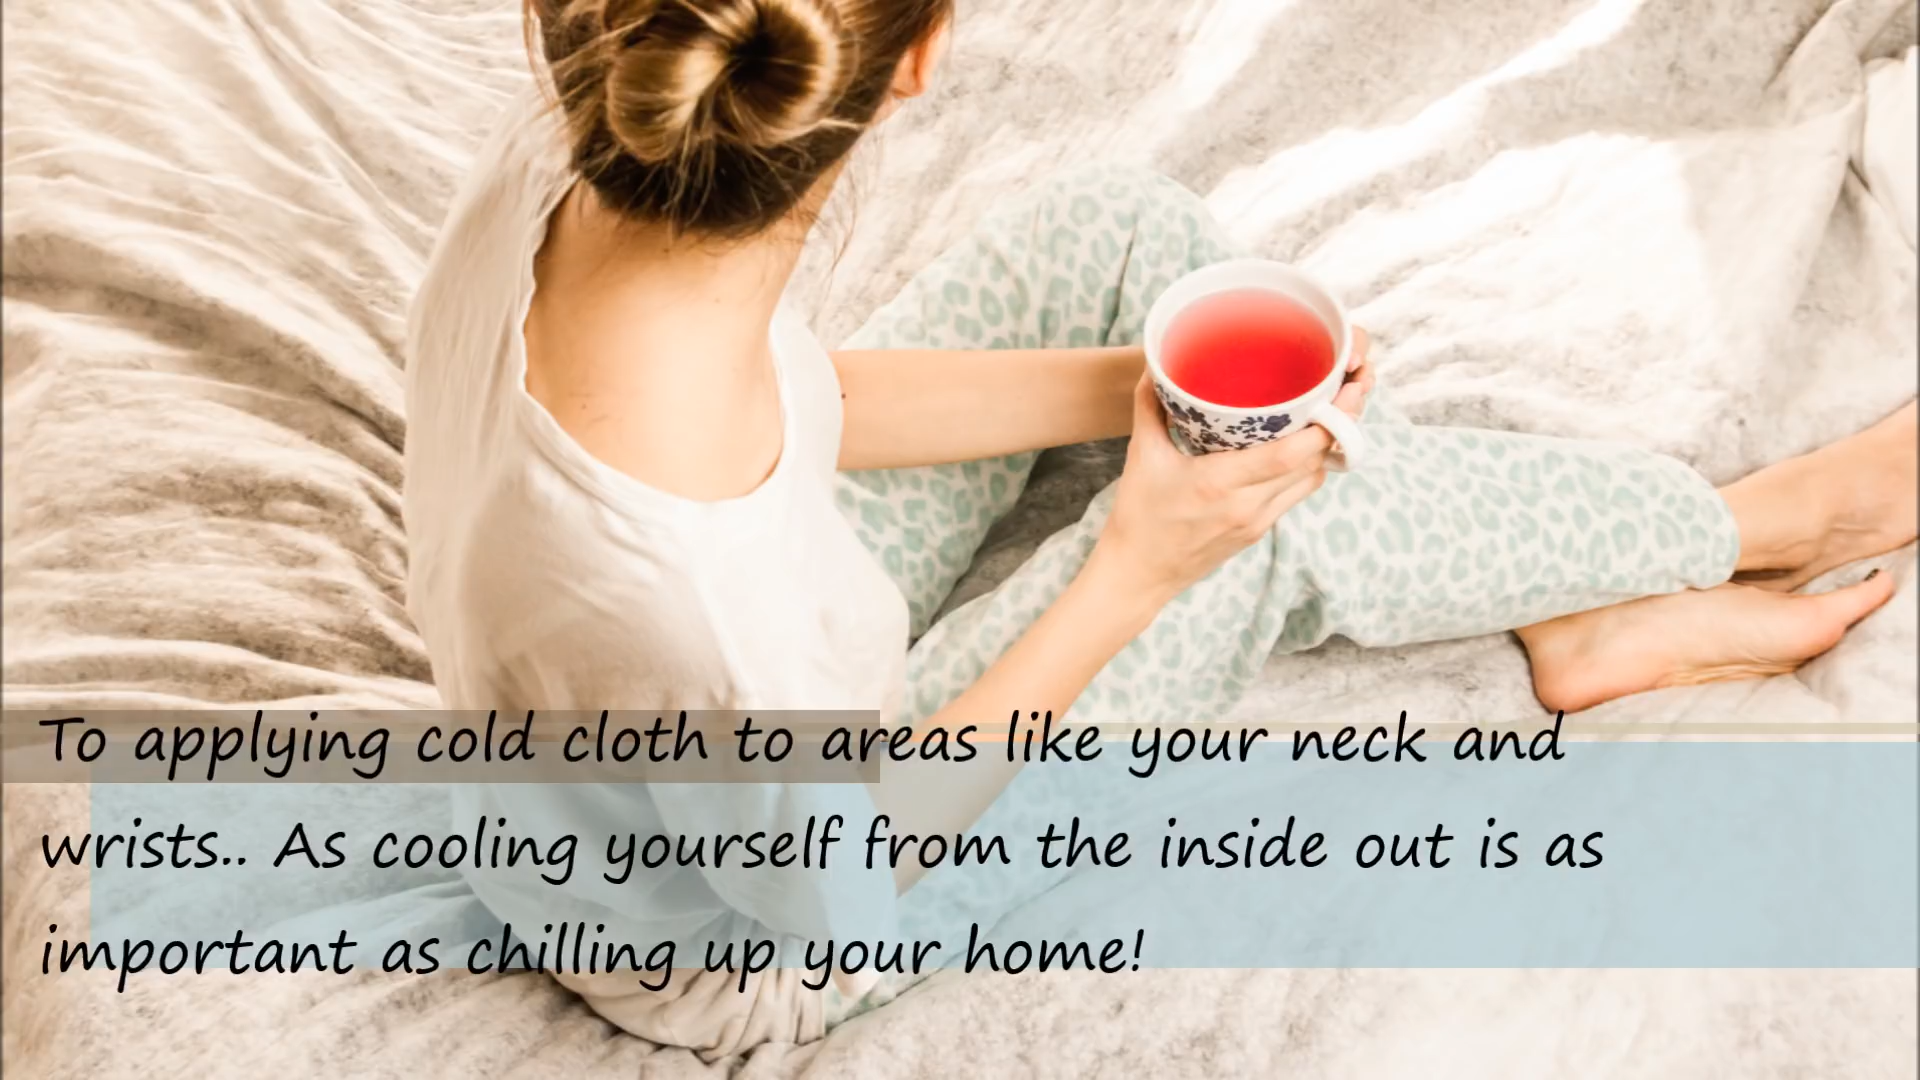 To applying cold cloth to areas like your neck and
wrists.. As cooling yourself from the inside out is as
important as chilling up your home!